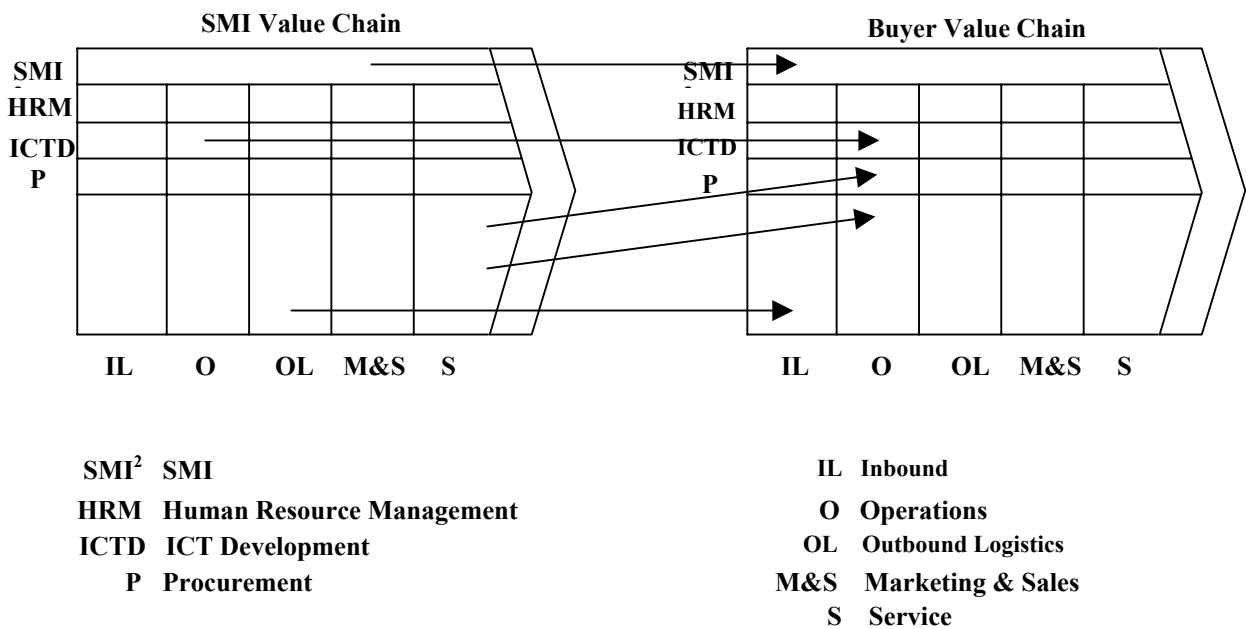 SMI Value Chain
Buyer Value Chain
SMI
HRM
ICTD
P
SMI
HRM
ICTD
P
IL O OL M&S S
IL O OL M&S S
SMI² SMI
HRM Human Resource Management
ICTD ICT Development
P Procurement
IL Inbound
O Operations
OL Outbound Logistics
M&S Marketing & Sales
S Service